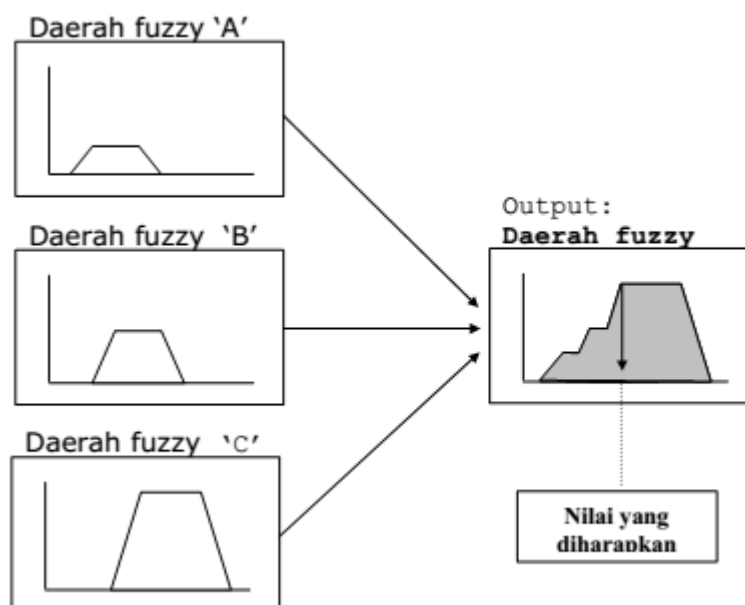 Daerah fuzzy ‘A’
Daerah fuzzy ‘B’
Daerah fuzzy ‘C’
Output:
Daerah fuzzy
Nilai yang
diharapkan